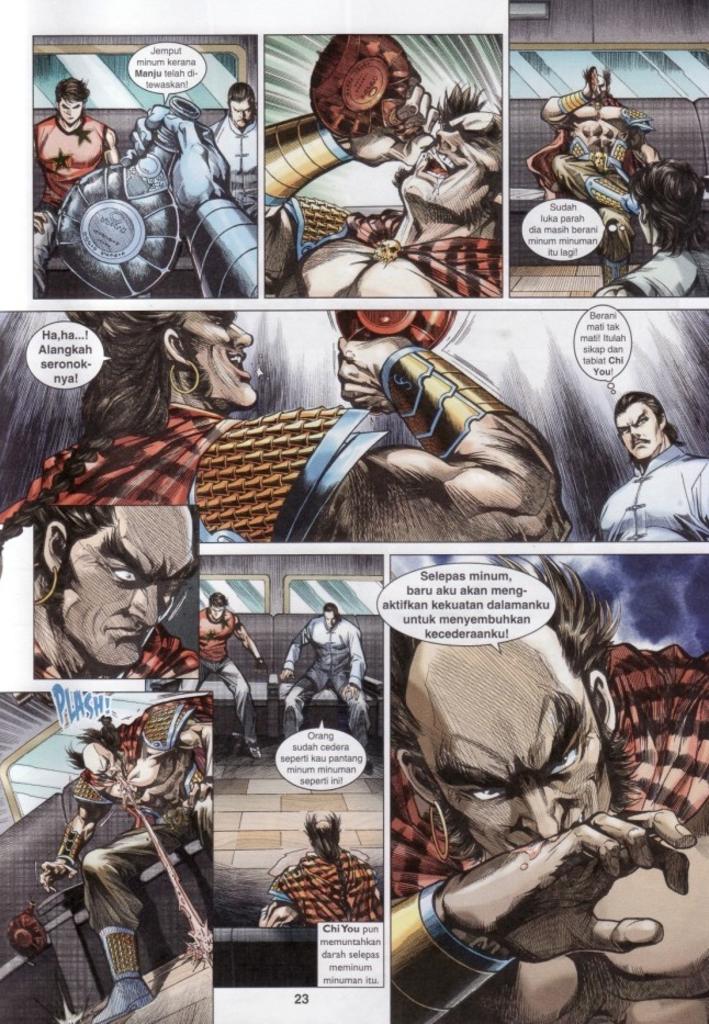 Jemput
minum kerana
Manju telah di-
tewaskan!
Sudah
luka parah
dia masih berani
minum minuman
itu lagi!
Ha,ha...!
Alangkah
seronok-
nya!
Berani
mati tak
mati! Itulah
sikap dan
tabiat Chi
You!
Orang
sudah cedera
seperti kau pantang
minum minuman
seperti ini!
Selepas minum,
baru aku akan meng-
aktifkan kekuatan dalamanku
untuk menyembuhkan
kecederaanku!
PLASH!
Chi You pun
memuntahkan
darah selepas
meminum
minuman itu.
23